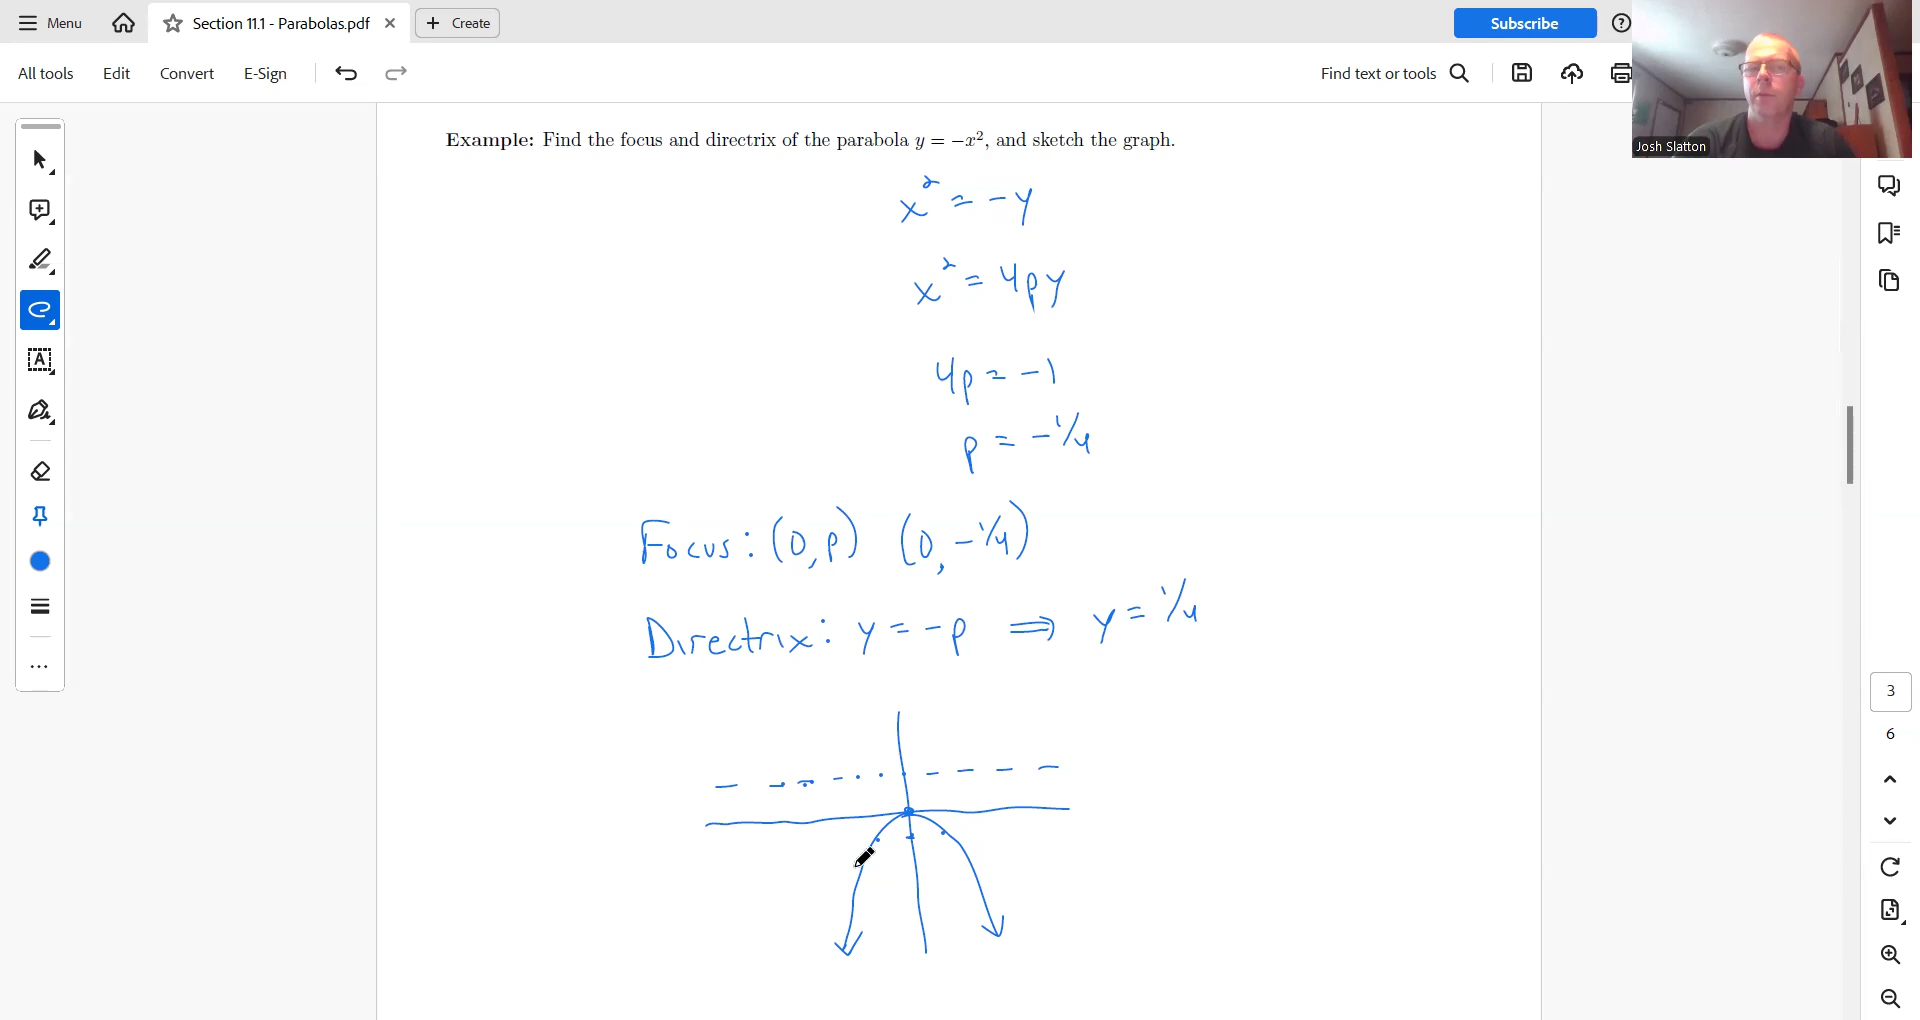 Menu
Section 11.1 - Parabolas.pdf
Create
Subscribe
All tools
Edit
Convert
E-Sign
Find text or tools
Josh Slatton
Example: Find the focus and directrix of the parabola y = −x², and sketch the graph.
x² = -y
x² = 4py
4p = -1
p = -1/4
Focus: (0,p) (0, -1/4)
Directrix: y = -p ⟹ y = 1/4
3
6